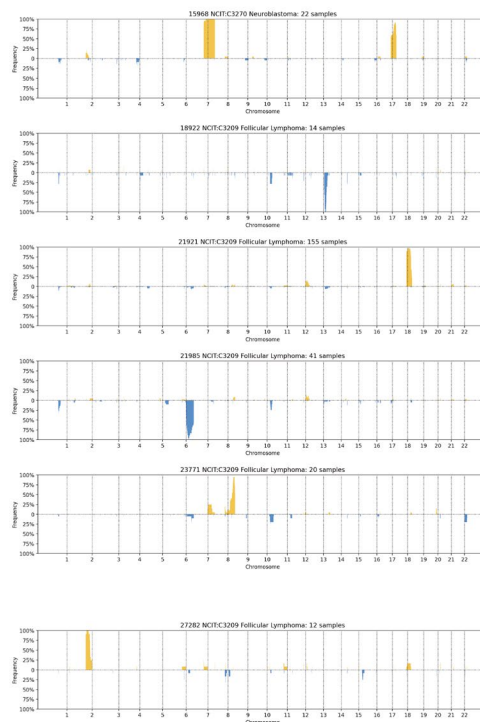 15968 NCIT:C3270 Neuroblastoma: 22 samples
100%
75%
50%
25%
0
25%
50%
75%
100%
Frequency
1 2 3 4 5 6 7 8 9 10 11 12 13 14 15 16 17 18 19 20 21 22
Chromosome
18922 NCIT:C3209 Follicular Lymphoma: 14 samples
100%
75%
50%
25%
0
25%
50%
75%
100%
Frequency
1 2 3 4 5 6 7 8 9 10 11 12 13 14 15 16 17 18 19 20 21 22
Chromosome
21921 NCIT:C3209 Follicular Lymphoma: 155 samples
100%
75%
50%
25%
0
25%
50%
75%
100%
Frequency
1 2 3 4 5 6 7 8 9 10 11 12 13 14 15 16 17 18 19 20 21 22
Chromosome
21985 NCIT:C3209 Follicular Lymphoma: 41 samples
100%
75%
50%
25%
0
25%
50%
75%
100%
Frequency
1 2 3 4 5 6 7 8 9 10 11 12 13 14 15 16 17 18 19 20 21 22
Chromosome
23771 NCIT:C3209 Follicular Lymphoma: 20 samples
100%
75%
50%
25%
0
25%
50%
75%
100%
Frequency
1 2 3 4 5 6 7 8 9 10 11 12 13 14 15 16 17 18 19 20 21 22
Chromosome
27282 NCIT:C3209 Follicular Lymphoma: 12 samples
100%
75%
50%
25%
0
25%
50%
75%
100%
Frequency
1 2 3 4 5 6 7 8 9 10 11 12 13 14 15 16 17 18 19 20 21 22
Chromosome